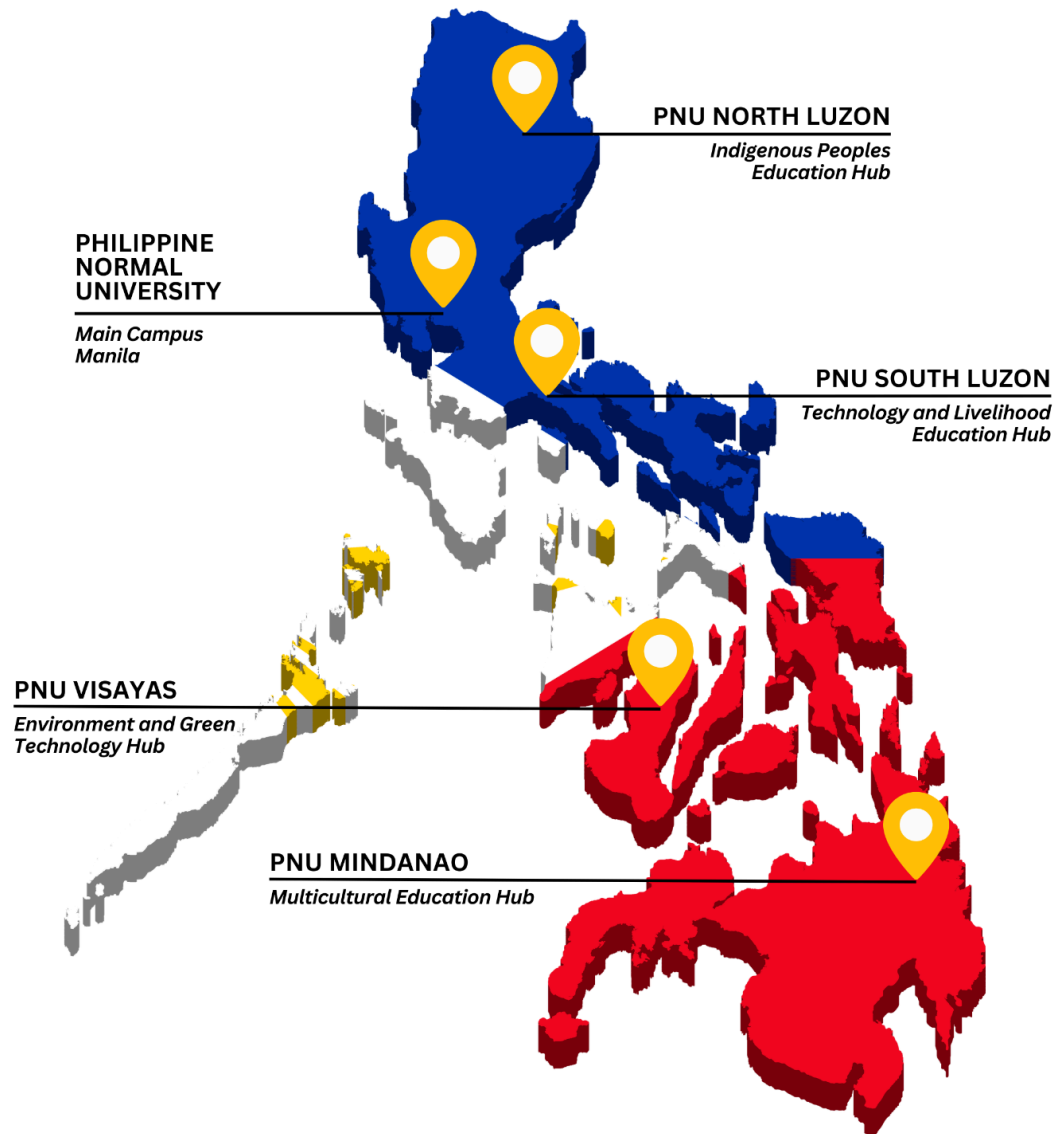 PNU NORTH LUZON
Indigenous Peoples
Education Hub
PHILIPPINE
NORMAL
UNIVERSITY
Main Campus
Manila
PNU SOUTH LUZON
Technology and Livelihood
Education Hub
PNU VISAYAS
Environment and Green
Technology Hub
PNU MINDANAO
Multicultural Education Hub